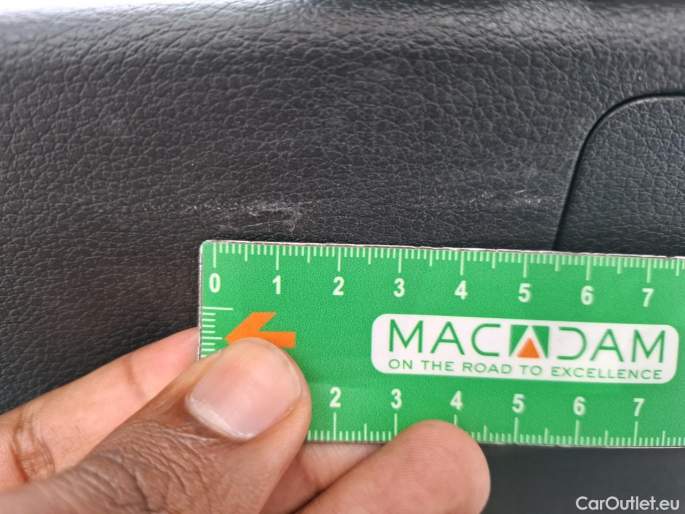 0 1 2 3 4 5 6 7
MACADAM
ON THE ROAD TO EXCELLENCE
2 3 4 5 6 7
CarOutlet.eu